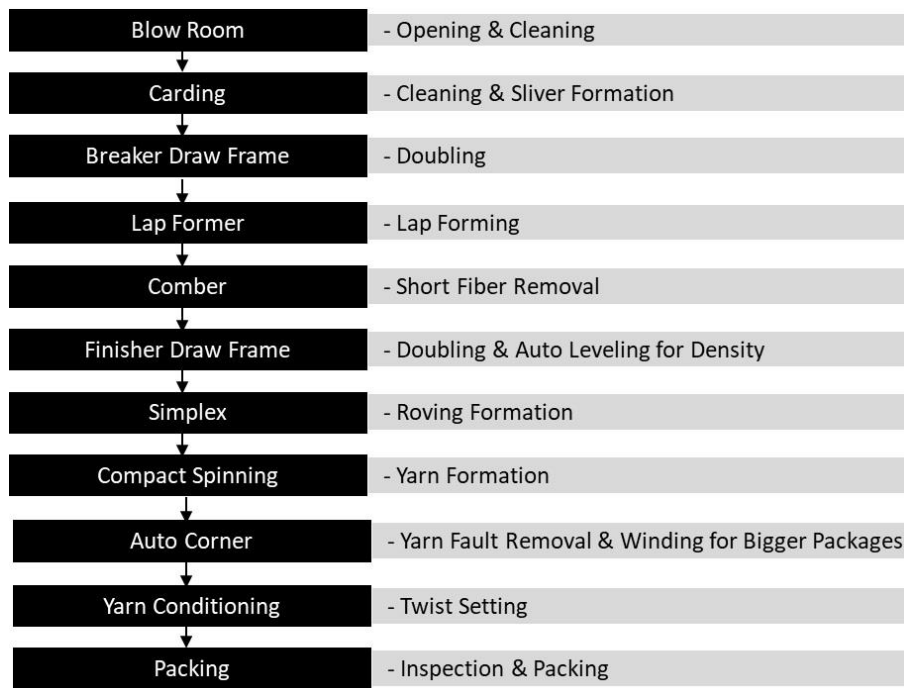 Blow Room - Opening & Cleaning
Carding - Cleaning & Sliver Formation
Breaker Draw Frame - Doubling
Lap Former - Lap Forming
Comber - Short Fiber Removal
Finisher Draw Frame - Doubling & Auto Leveling for Density
Simplex - Roving Formation
Compact Spinning - Yarn Formation
Auto Corner - Yarn Fault Removal & Winding for Bigger Packages
Yarn Conditioning - Twist Setting
Packing - Inspection & Packing